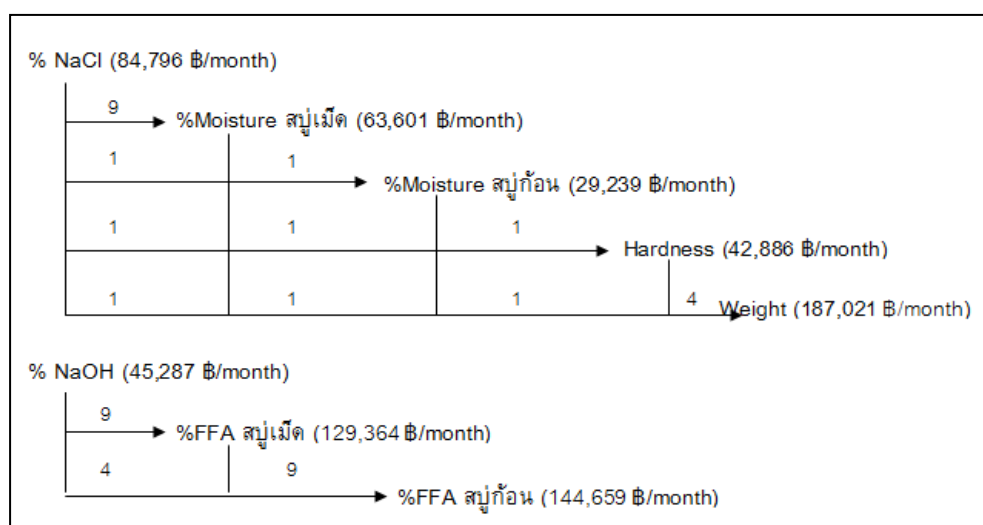 % NaCl (84,796 ฿/month)
9
%Moisture สบู่เม็ด (63,601 ฿/month)
1 1
%Moisture สบู่ก้อน (29,239 ฿/month)
1 1 1
Hardness (42,886 ฿/month)
1 1 1 4
Weight (187,021 ฿/month)
% NaOH (45,287 ฿/month)
9
%FFA สบู่เม็ด (129,364 ฿/month)
4 9
%FFA สบู่ก้อน (144,659 ฿/month)